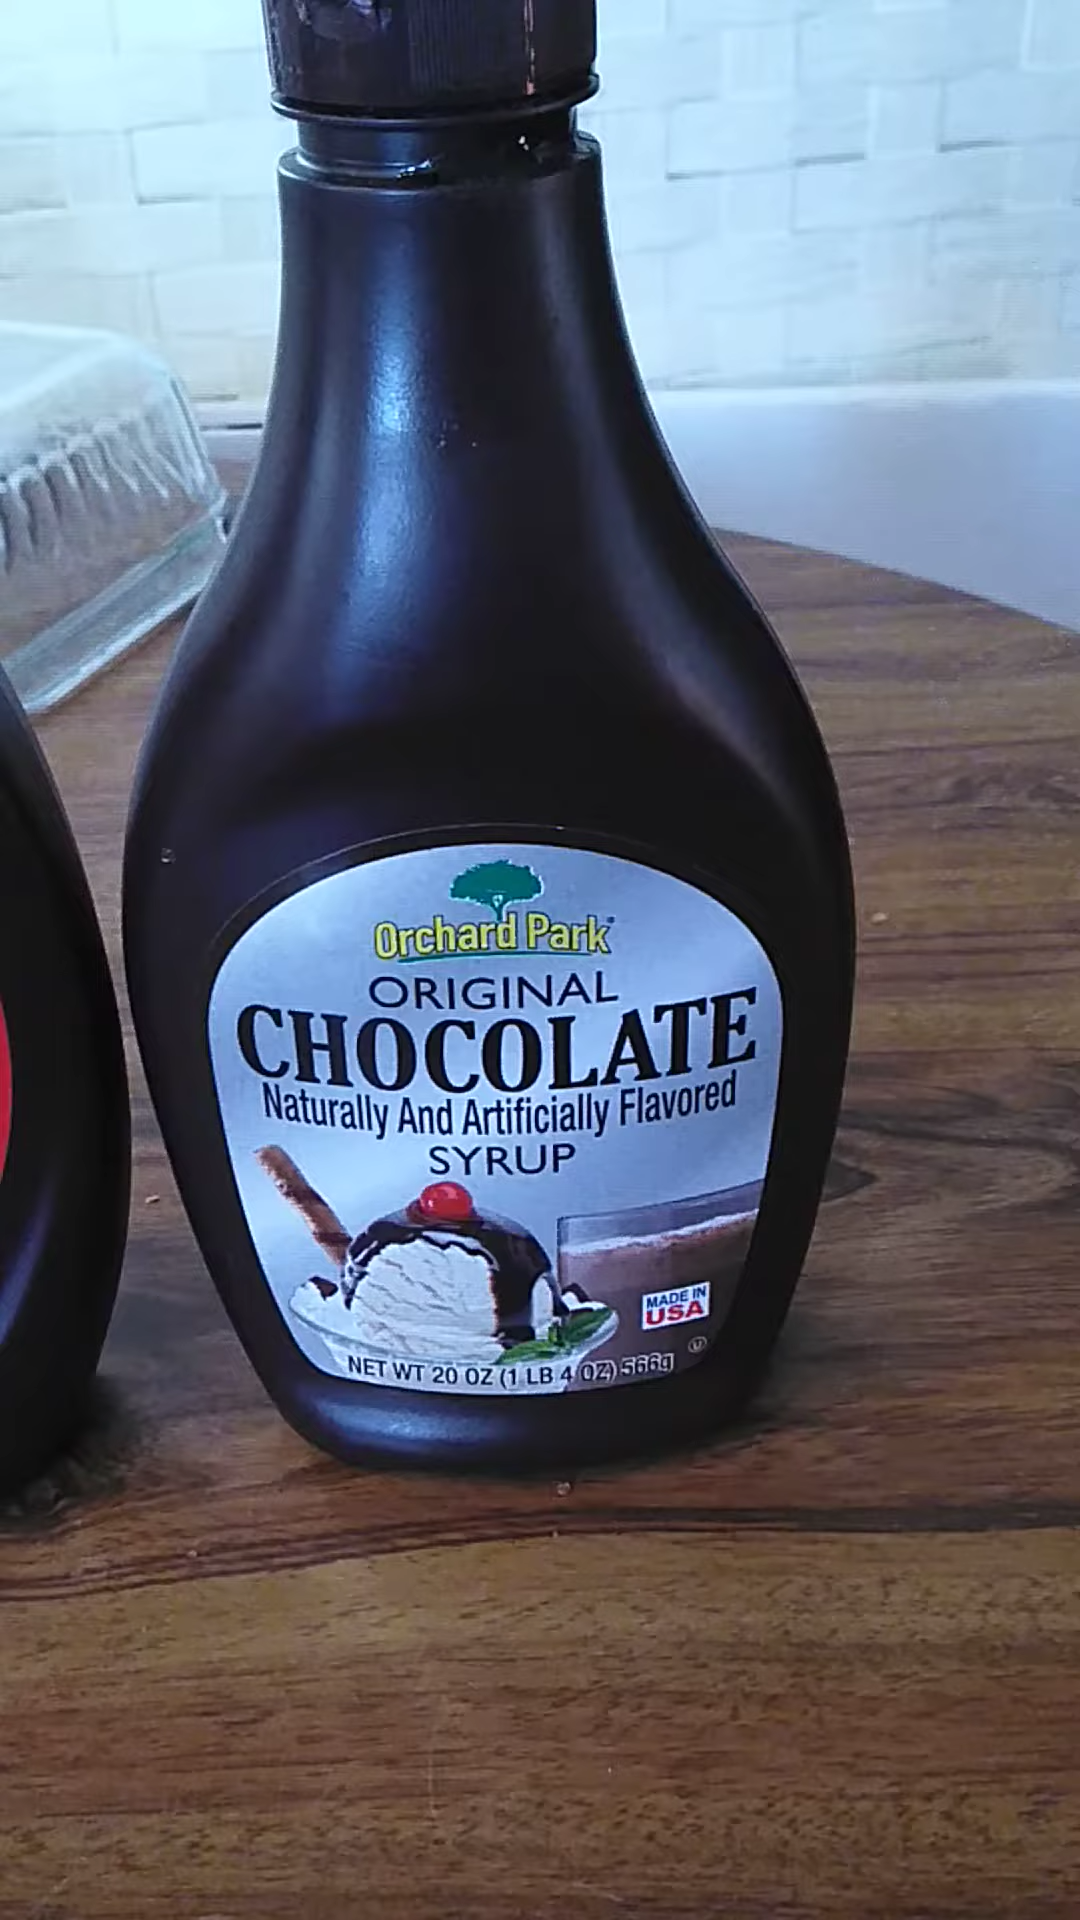 Orchard Park
ORIGINAL
CHOCOLATE
Naturally And Artificially Flavored
SYRUP
MADE IN
USA
U
NET WT 20 OZ (1 LB 4 OZ) 566g